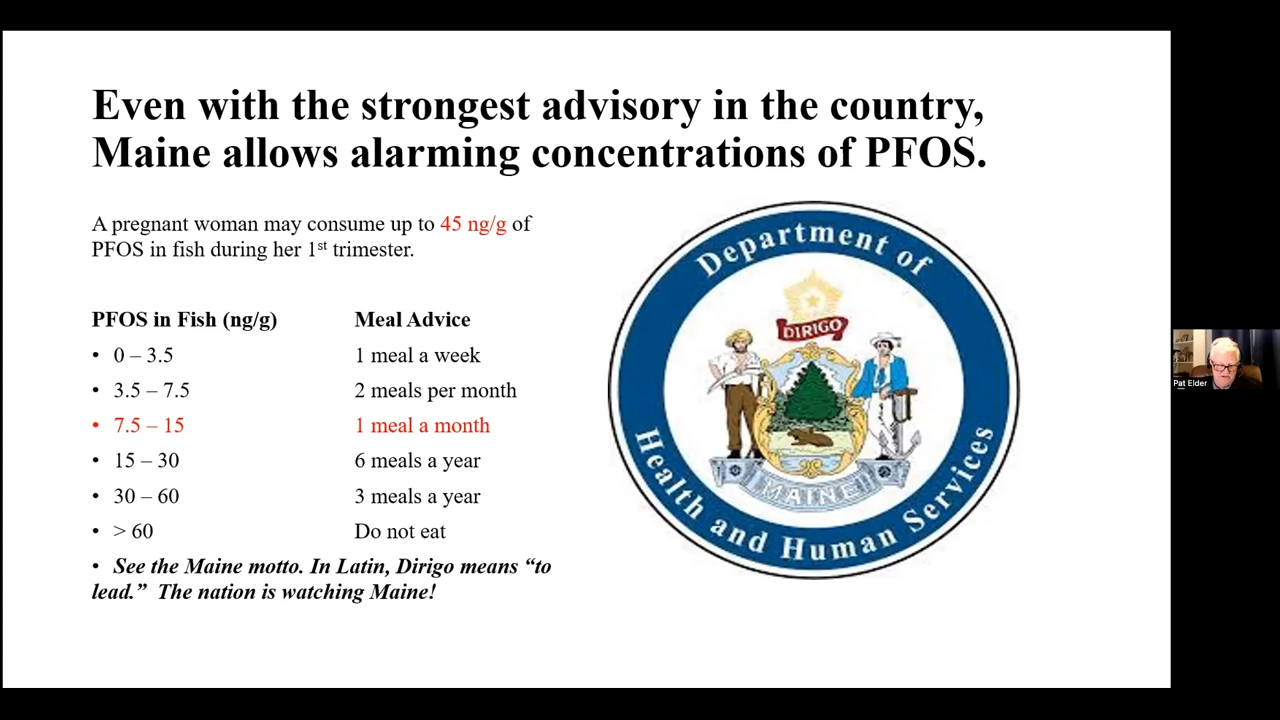 Even with the strongest advisory in the country,
Maine allows alarming concentrations of PFOS.
A pregnant woman may consume up to 45 ng/g of
PFOS in fish during her 1st trimester.
PFOS in Fish (ng/g) Meal Advice
• 0 – 3.5 1 meal a week
• 3.5 – 7.5 2 meals per month
• 7.5 – 15 1 meal a month
• 15 – 30 6 meals a year
• 30 – 60 3 meals a year
• > 60 Do not eat
• See the Maine motto. In Latin, Dirigo means “to
lead.” The nation is watching Maine!
Department of
DIRIGO
MAINE
Health and Human Services
Pat Elder